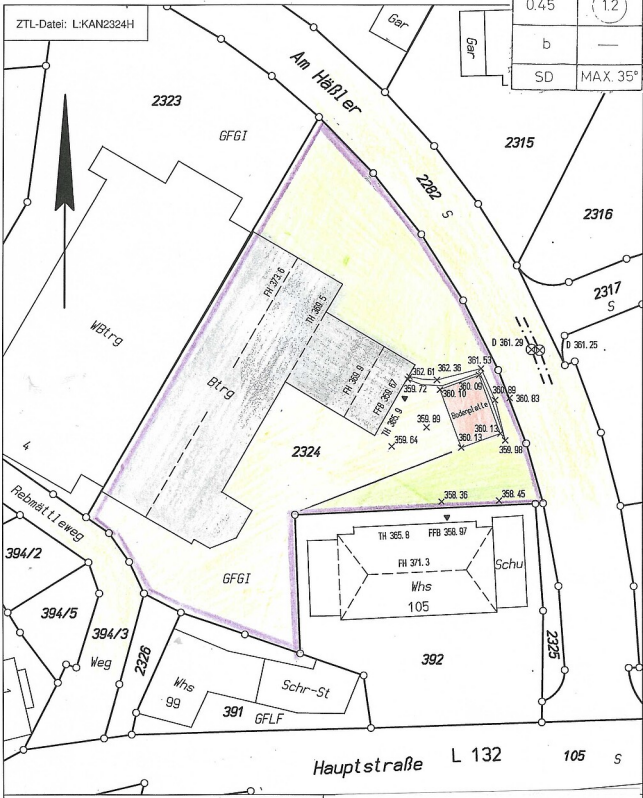 ZTL-Datei: L:KAN2324H
0.45
1.2
b
—
SD
MAX. 35°
Gar
Gar
Am Häßler
2323
GFGI
2315
2282
S
2316
2317
S
FH 373.6
TH 369.5
WBtrg
Btrg
FH 369.9
FFB 359.67
TH 365.9
D 361.29
D 361.25
362.61
362.36
361.53
359.72
360.10
360.09
360.89
360.83
Bodenplatte
359.89
359.64
360.13
360.13
359.98
4
2324
Rebmättleweg
358.36
358.45
394/2
TH 365.8
FFB 358.97
FH 371.3
Schu
Whs
105
GFGI
394/5
394/3
Weg
2326
2325
392
Whs
99
Schr-St
391
GFLF
1
Hauptstraße
L 132
105
S